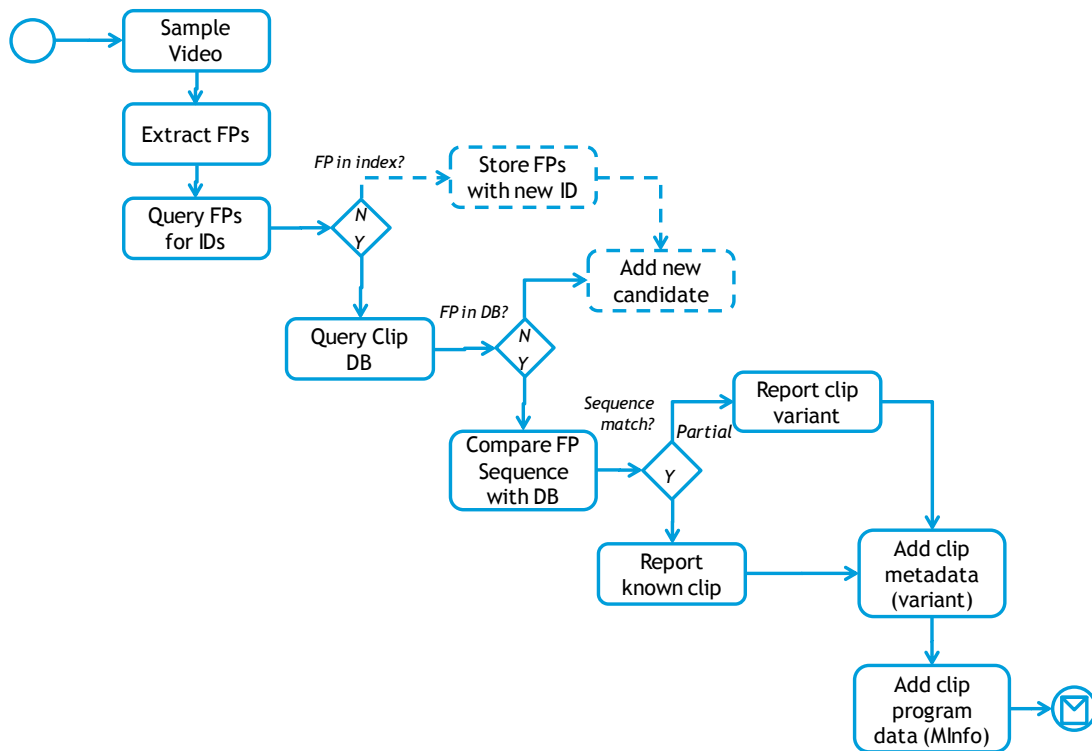 Sample
Video
Extract FPs
FP in index?
Store FPs
with new ID
Query FPs
for IDs
N
Y
Add new
candidate
FP in DB?
Query Clip
DB
N
Y
Sequence
match?
Partial
Report clip
variant
Compare FP
Sequence
with DB
Y
Report
known clip
Add clip
metadata
(variant)
Add clip
program
data (MInfo)